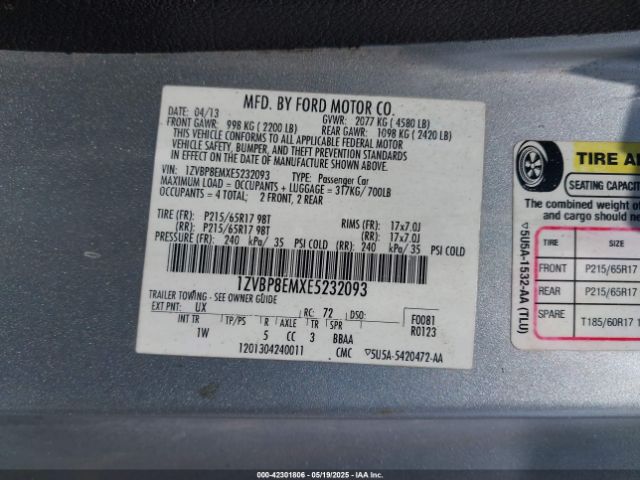 MFD. BY FORD MOTOR CO.
DATE: 04/13 GVWR: 2077 KG ( 4580 LB)
FRONT GAWR: 998 KG ( 2200 LB) REAR GAWR: 1098 KG ( 2420 LB)
THIS VEHICLE CONFORMS TO ALL APPLICABLE FEDERAL MOTOR
VEHICLE SAFETY, BUMPER, AND THEFT PREVENTION STANDARDS
IN EFFECT ON THE DATE OF MANUFACTURE SHOWN ABOVE.
VIN: 1ZVBP8EMXE5232093 TYPE: Passenger Car
MAXIMUM LOAD = OCCUPANTS + LUGGAGE = 317KG/700LB
OCCUPANTS = 4 TOTAL; 2 FRONT, 2 REAR
TIRE (FR): P215/65R17 98T RIMS (FR): 17x7.0J
(RR): P215/65R17 98T (RR): 17x7.0J
PRESSURE (FR): 240 kPa/ 35 PSI COLD (RR): 240 kPa/ 35 PSI COLD
1ZVBP8EMXE5232093
TRAILER TOWING - SEE OWNER GUIDE
EXT PNT: UX RC: 72 DSO: F0081
R0123
INT TR TP/PS R AXLE TR SPR
1W 5 CC 3 BBAA
1201304240011 CMC ▽5U5A-5420472-AA
▽5U5A-1532-AA (TLU)
TIRE A
SEATING CAPACIT
The combined weight of
and cargo should ne
TIRE SIZE
FRONT P215/65R17
REAR P215/65R17
SPARE T185/60R17 1
000-42301806 - 05/19/2025 - IAAI.COM